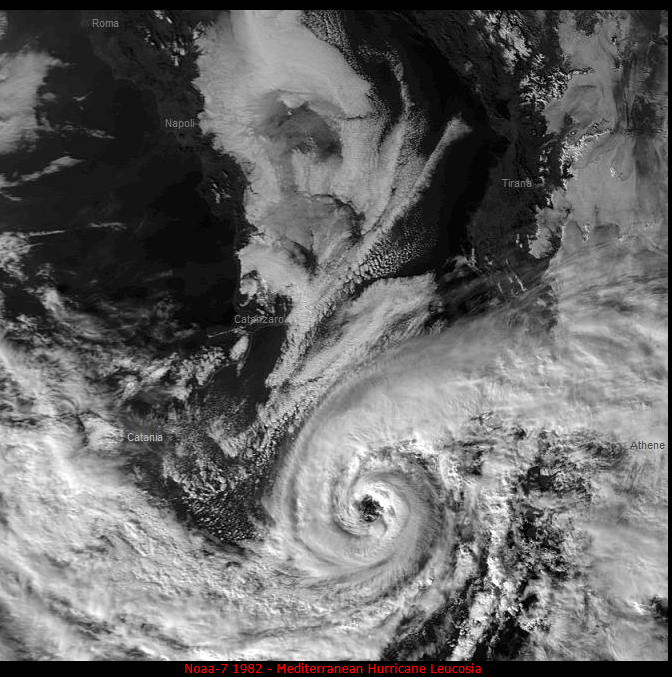 Roma
Napoli
Tirana
Catanzaro
Catania
Athene
Noaa-7 1982 - Mediterranean Hurricane Leucosia